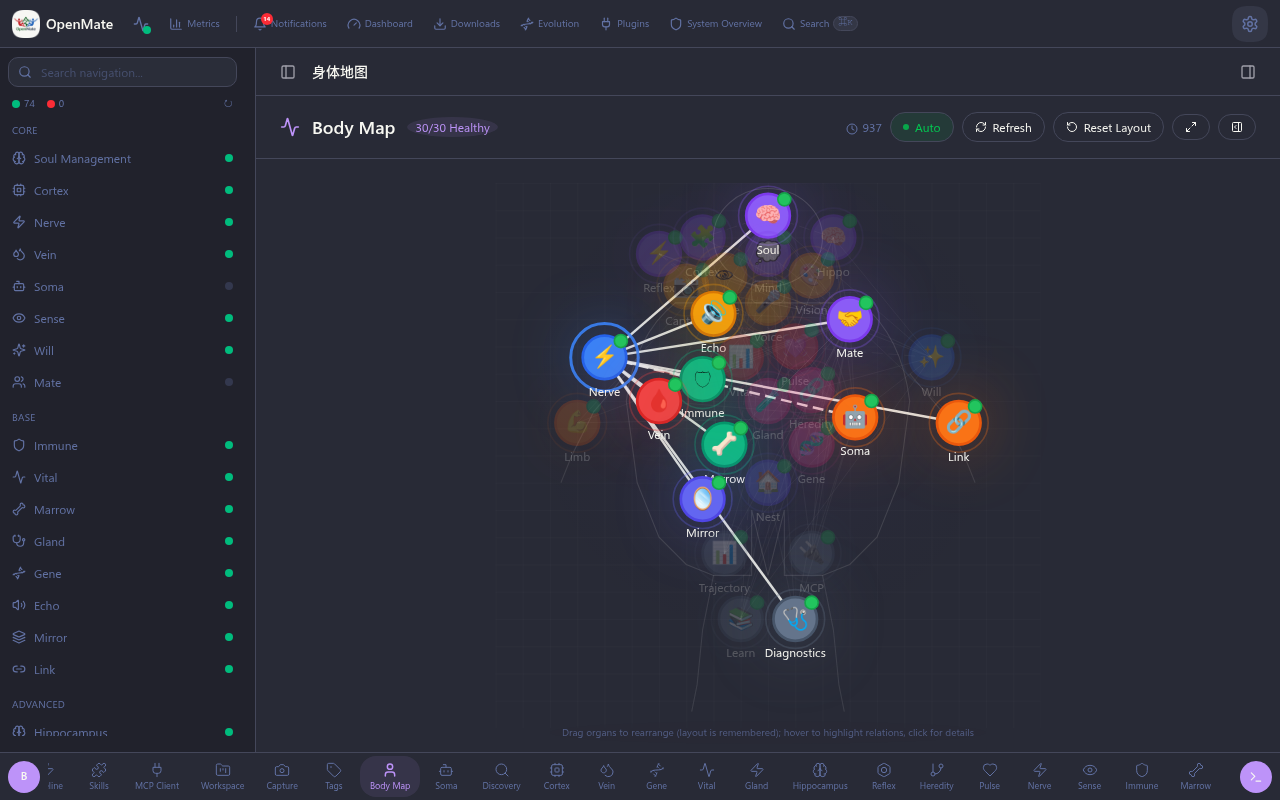 OpenMate
Metrics
14
Notifications
Dashboard
Downloads
Evolution
Plugins
System Overview
Search
⌘K
Search navigation...
74
0
CORE
Soul Management
Cortex
Nerve
Vein
Soma
Sense
Will
Mate
BASE
Immune
Vital
Marrow
Gland
Gene
Echo
Mirror
Link
ADVANCED
Hippocampus
身体地图
Body Map
30/30 Healthy
937
Auto
Refresh
Reset Layout
Soul
Cortex
Hippo
Reflex
Mind
Vision
Echo
Voice
Mate
Nerve
Pulse
Will
Immune
Vein
Gland
Heredity
Limb
Soma
Link
Gene
Nest
Mirror
Trajectory
MCP
Learn
Diagnostics
Drag organs to rearrange (layout is remembered); hover to highlight relations, click for details
B
line
Skills
MCP Client
Workspace
Capture
Tags
Body Map
Soma
Discovery
Cortex
Vein
Gene
Vital
Gland
Hippocampus
Reflex
Heredity
Pulse
Nerve
Sense
Immune
Marrow